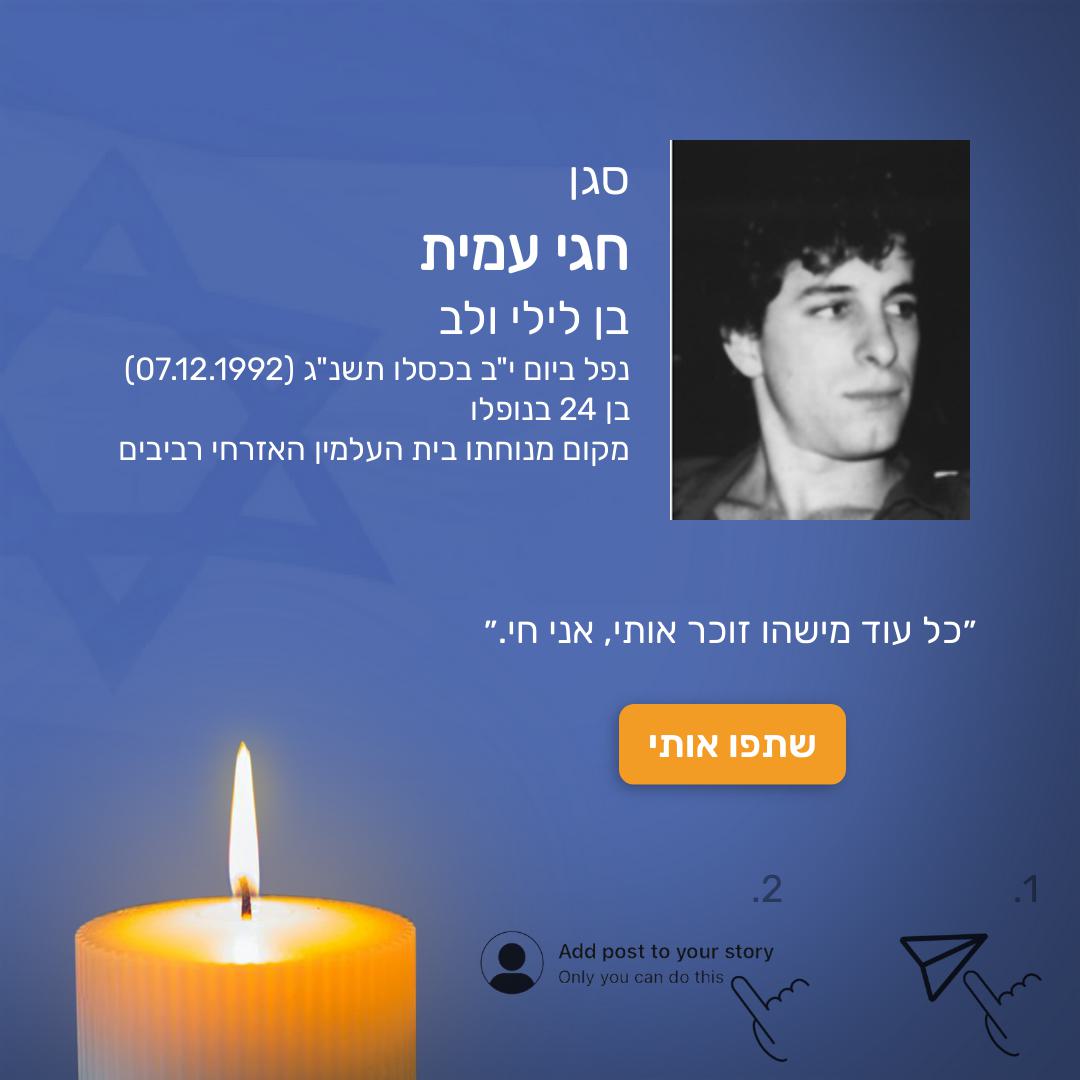 סגן
חגי עמית
בן לילי ולב
נפל ביום י"ב בכסלו תשנ"ג (07.12.1992)
בן 24 בנופלו
מקום מנוחתו בית העלמין האזרחי רביבים
״כל עוד מישהו זוכר אותי, אני חי.״
שתפו אותי
1.
2.
Add post to your story
Only you can do this